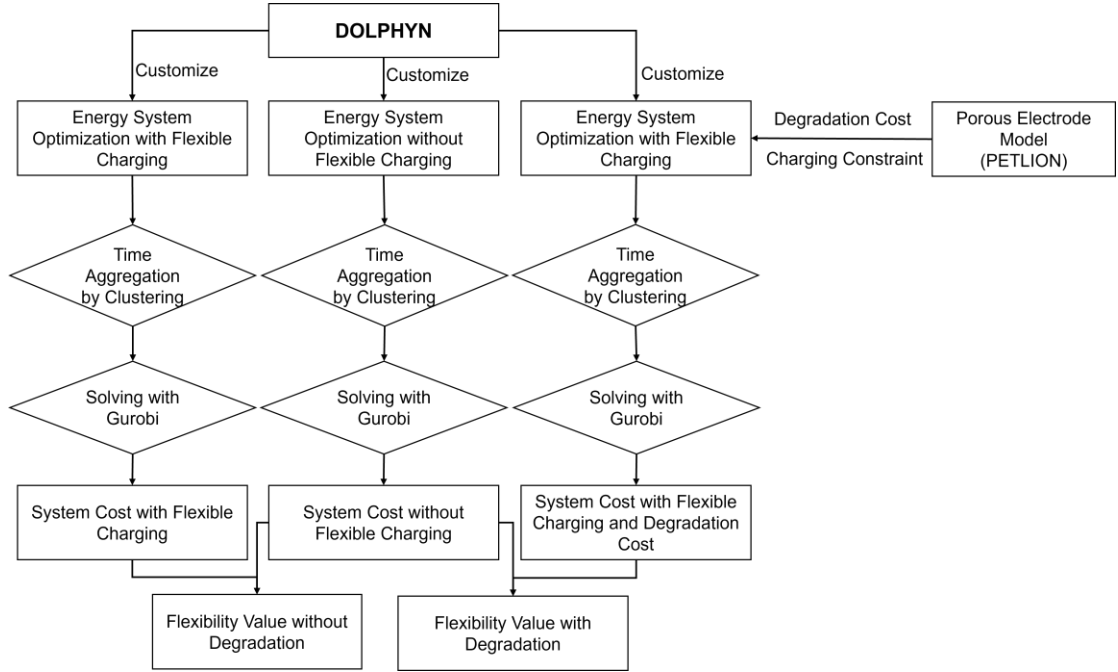 DOLPHYN
Customize
Customize
Customize
Energy System
Optimization with Flexible
Charging
Energy System
Optimization without
Flexible Charging
Energy System
Optimization with Flexible
Charging
Degradation Cost
Charging Constraint
Porous Electrode
Model
(PETLION)
Time
Aggregation
by Clustering
Time
Aggregation
by Clustering
Time
Aggregation
by Clustering
Solving with
Gurobi
Solving with
Gurobi
Solving with
Gurobi
System Cost with Flexible
Charging
System Cost without
Flexible Charging
System Cost with Flexible
Charging and Degradation
Cost
Flexibility Value without
Degradation
Flexibility Value with
Degradation